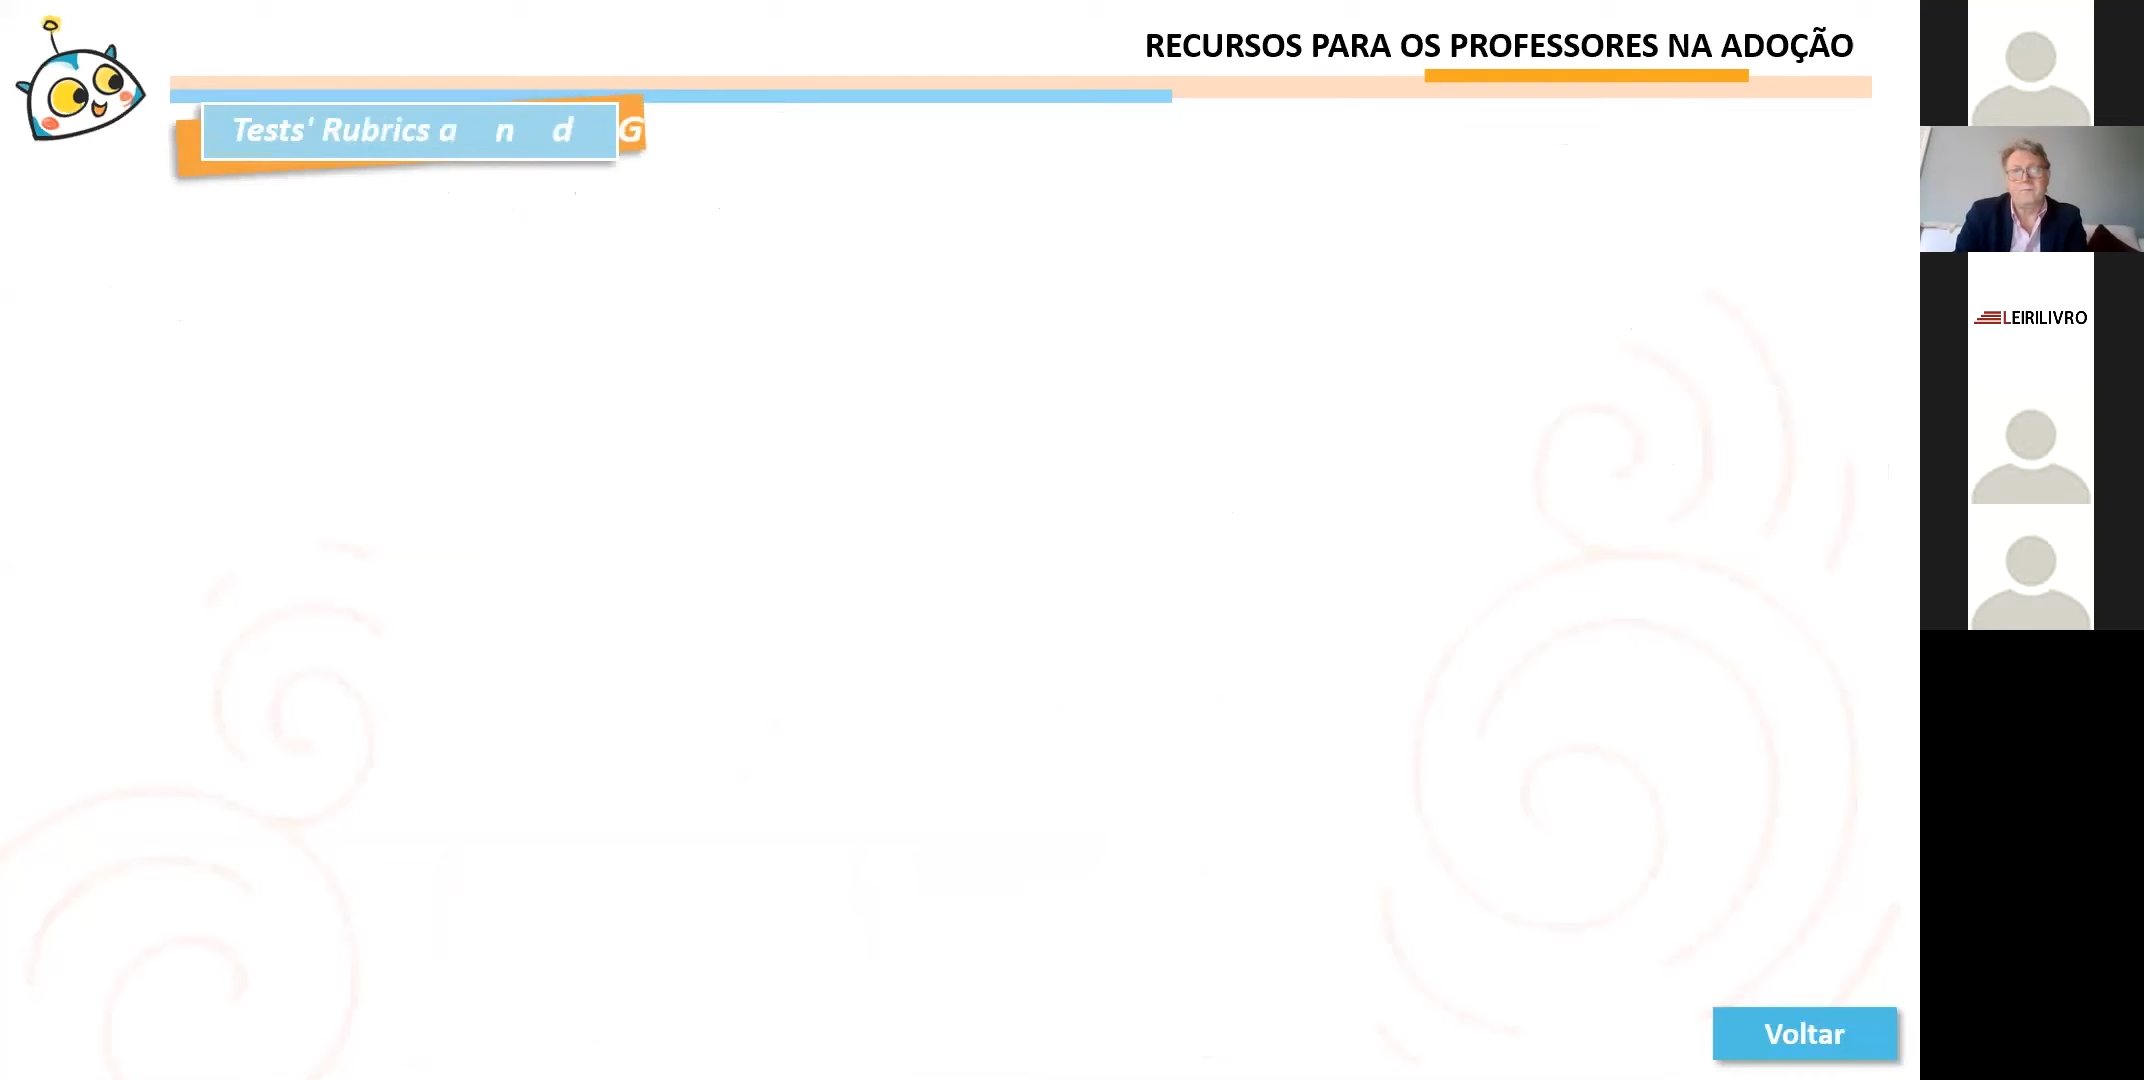 RECURSOS PARA OS PROFESSORES NA ADOÇÃO
Tests' Rubrics a n d G
LEIRILIVRO
Voltar